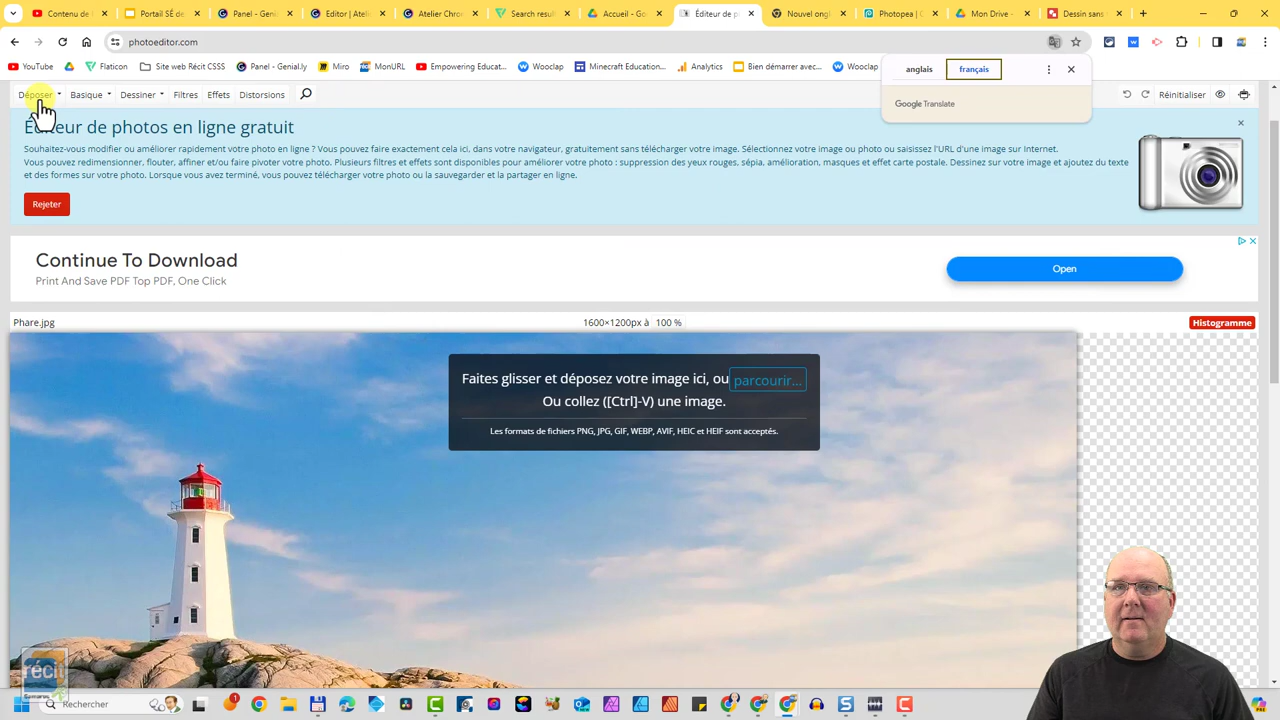 Contenu de
Portail SÉ de
Panel - Geni
Editor | Atelie
Atelier Chro
Search resul
Accueil - Go
Éditeur de p
Nouvel ong
Photopea | C
Mon Drive -
Dessin sans
photoeditor.com
YouTube
Flaticon
Site web Récit CSSS
Panel - Genial.ly
Miro
MonURL
Empowering Educat...
Wooclap
Minecraft Education...
Analytics
Bien démarrer avec...
Wooclap
anglais
français
Google Translate
Déposer
Basique
Dessiner
Filtres
Effets
Distorsions
Réinitialiser
Éditeur de photos en ligne gratuit
Souhaitez-vous modifier ou améliorer rapidement votre photo en ligne ? Vous pouvez faire exactement cela ici, dans votre navigateur, gratuitement sans télécharger votre image. Sélectionnez votre image ou photo ou saisissez l'URL d'une image sur Internet.
Vous pouvez redimensionner, flouter, affiner et/ou faire pivoter votre photo. Plusieurs filtres et effets sont disponibles pour améliorer votre photo : suppression des yeux rouges, sépia, amélioration, masques et effet carte postale. Dessinez sur votre image et ajoutez du texte
et des formes sur votre photo. Lorsque vous avez terminé, vous pouvez télécharger votre photo ou la sauvegarder et la partager en ligne.
Rejeter
Continue To Download
Print And Save PDF Top PDF, One Click
Open
Phare.jpg
1600×1200px à 100 %
Histogramme
Faites glisser et déposez votre image ici, ou parcourir...
Ou collez ([Ctrl]-V) une image.
Les formats de fichiers PNG, JPG, GIF, WEBP, AVIF, HEIC et HEIF sont acceptés.
récit
Rechercher